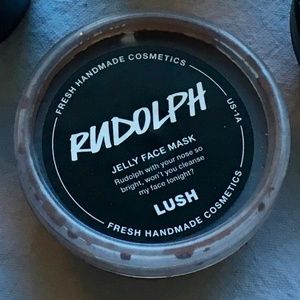 FRESH HANDMADE COSMETICS
US-1A
RUDOLPH
JELLY FACE MASK
Rudolph with your nose so
bright, won't you cleanse
my face tonight?
LUSH
FRESH HANDMADE COSMETICS